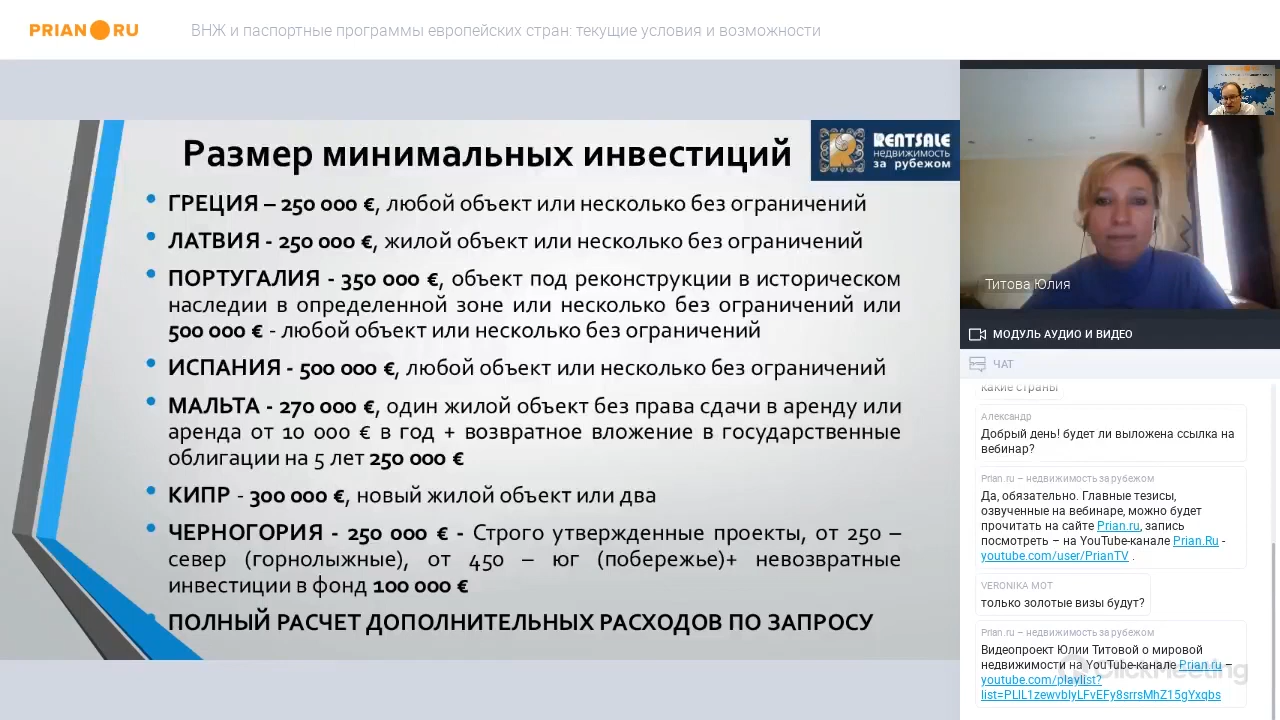 PRIAN RU
ВНЖ и паспортные программы европейских стран: текущие условия и возможности
Размер минимальных инвестиций
RENTSALE
НЕДВИЖИМОСТЬ
за рубежом
• ГРЕЦИЯ – 250 000 €, любой объект или несколько без ограничений
• ЛАТВИЯ - 250 000 €, жилой объект или несколько без ограничений
• ПОРТУГАЛИЯ - 350 000 €, объект под реконструкции в историческом
наследии в определенной зоне или несколько без ограничений или
500 000 € - любой объект или несколько без ограничений
• ИСПАНИЯ - 500 000 €, любой объект или несколько без ограничений
• МАЛЬТА - 270 000 €, один жилой объект без права сдачи в аренду или
аренда от 10 000 € в год + возвратное вложение в государственные
облигации на 5 лет 250 000 €
• КИПР - 300 000 €, новый жилой объект или два
• ЧЕРНОГОРИЯ - 250 000 € - Строго утвержденные проекты, от 250 –
север (горнолыжные), от 450 – юг (побережье)+ невозвратные
инвестиции в фонд 100 000 €
• ПОЛНЫЙ РАСЧЕТ ДОПОЛНИТЕЛЬНЫХ РАСХОДОВ ПО ЗАПРОСУ
Титова Юлия
МОДУЛЬ АУДИО И ВИДЕО
ЧАТ
какие страны
Александр
Добрый день! будет ли выложена ссылка на
вебинар?
Prian.ru – недвижимость за рубежом
Да, обязательно. Главные тезисы,
озвученные на вебинаре, можно будет
прочитать на сайте Prian.ru, запись
посмотреть – на YouTube-канале Prian.Ru -
youtube.com/user/PrianTV .
VERONIKA MOT
только золотые визы будут?
Prian.ru – недвижимость за рубежом
Видеопроект Юлии Титовой о мировой
недвижимости на YouTube-канале Prian.ru –
youtube.com/playlist?
list=PLlL1zewvbIyLFvEFy8srrsMhZ15gYxqbs
ClickMeeting